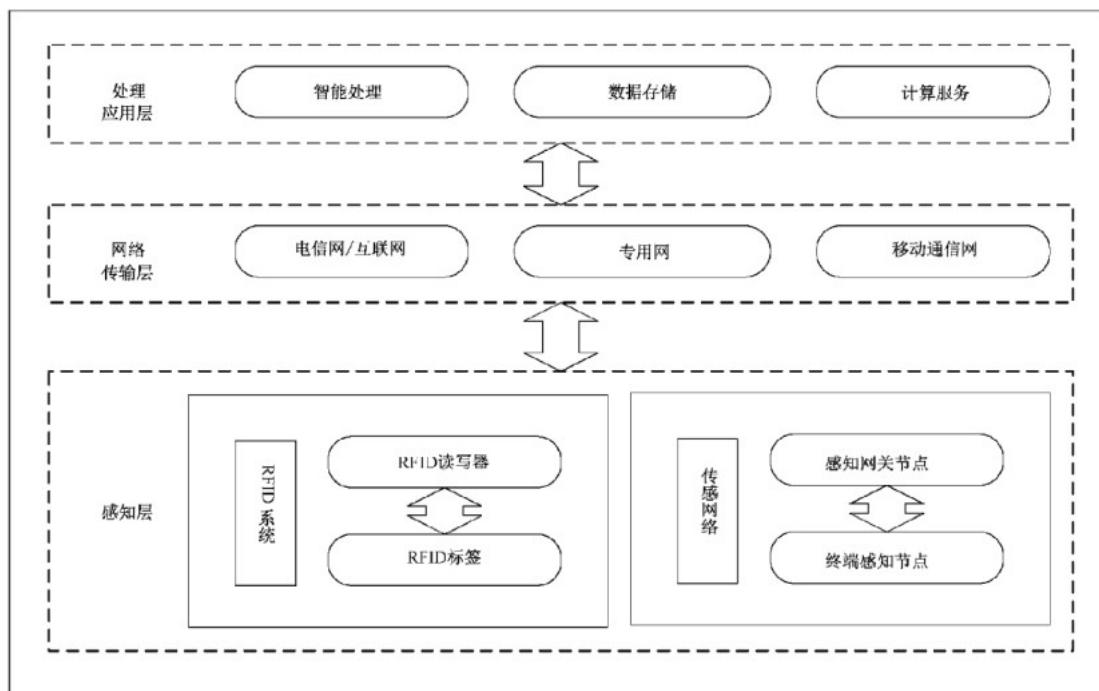 处理
应用层
智能处理
数据存储
计算服务
网络
传输层
电信网/互联网
专用网
移动通信网
感知层
RFID 系统
RFID读写器
RFID标签
传感网络
感知网关节点
终端感知节点